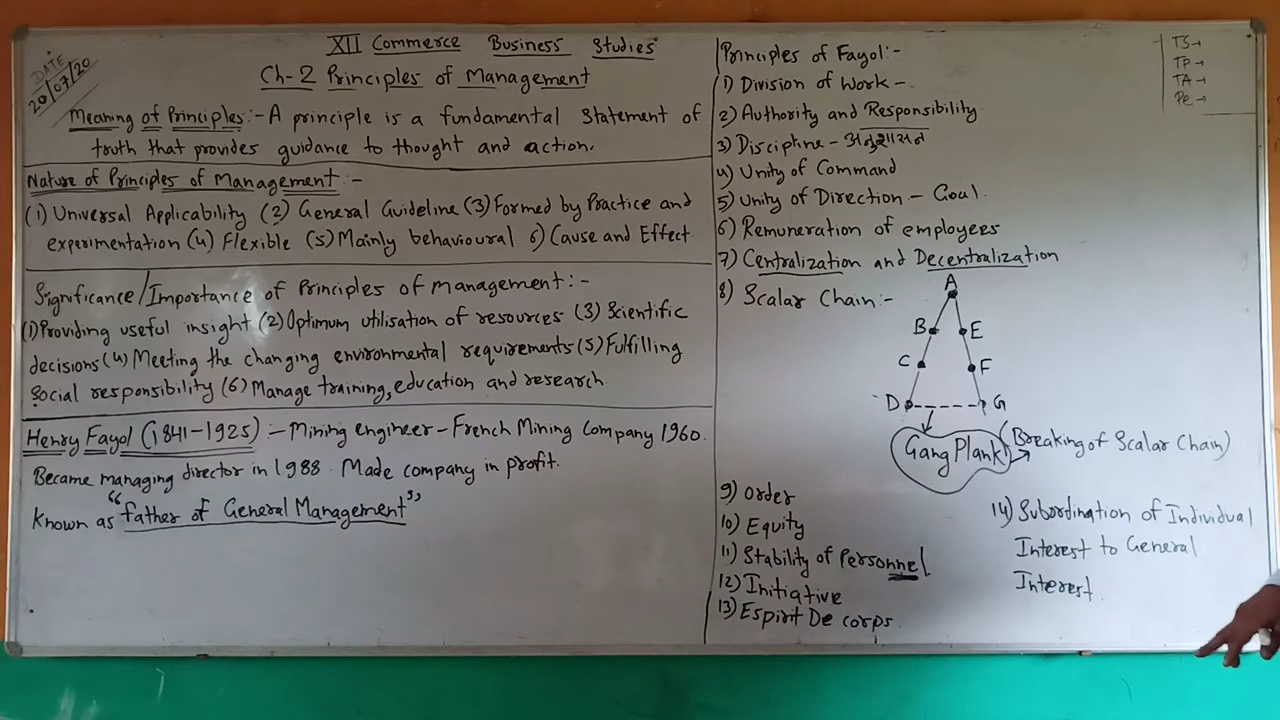 DATE
20/07/20
XII Commerce Business Studies
Ch-2 Principles of Management
Meaning of Principles:- A principle is a fundamental statement of
truth that provides guidance to thought and action.
Nature of Principles of Management:-
(1) Universal Applicability (2) General Guideline (3) Formed by Practice and
experimentation (4) Flexible (5) Mainly behavioural 6) Cause and Effect
Significance/Importance of Principles of management:-
(1) Providing useful insight (2) Optimum utilisation of resources (3) Scientific
decisions (4) Meeting the changing environmental requirements (5) Fulfilling
Social responsibility (6) Manage training, education and research
Henry Fayol (1841-1925):- Mining engineer - French Mining Company 1960.
Became managing director in 1988. Made company in profit.
Known as "father of General Management"
Principles of Fayol:-
1) Division of Work -
2) Authority and Responsibility
3) Discipline - अनुशासन
4) Unity of Command
5) Unity of Direction - Goal.
6) Remuneration of employees
7) Centralization and Decentralization
8) Scalar Chain:-
A
B E
C F
D G
Gang Plank (Breaking of Scalar Chain)
9) Order
10) Equity
11) Stability of Personnel
12) Initiative
13) Espirit De corps.
14) Subordination of Individual
Interest to General
Interest.
TS→
TP→
TA→
Pe→